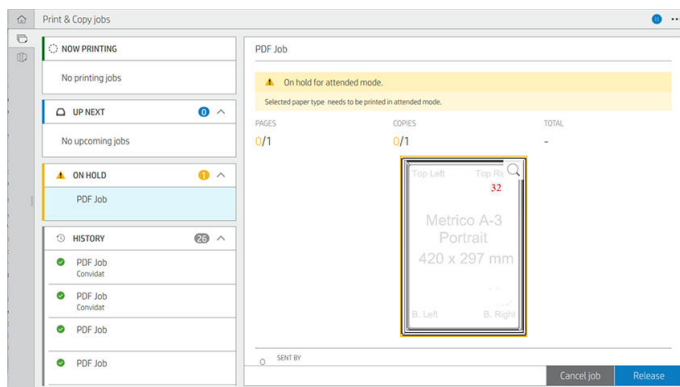 Print & Copy jobs
NOW PRINTING
No printing jobs
UP NEXT
0
No upcoming jobs
ON HOLD
1
PDF Job
HISTORY
26
PDF Job
Convidat
PDF Job
Convidat
PDF Job
PDF Job
PDF Job
On hold for attended mode.
Selected paper type needs to be printed in attended mode.
PAGES
COPIES
TOTAL
0/1
0/1
-
Top Left
32
Metrico A-3
Portrait
420 x 297 mm
B. Left
B. Right
SENT BY
Cancel job
Release